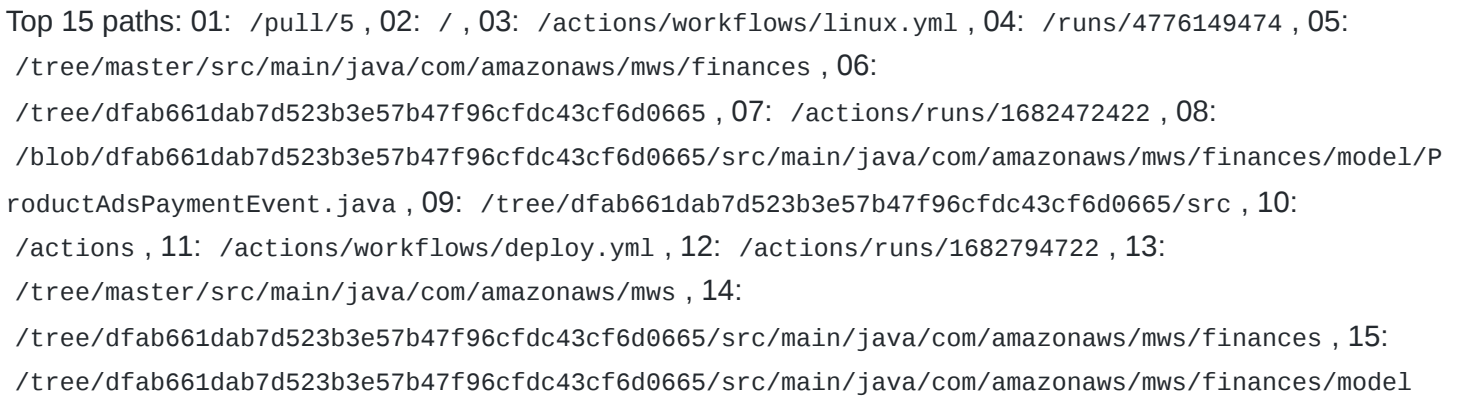 Top 15 paths: 01: /pull/5 , 02: / , 03: /actions/workflows/linux.yml , 04: /runs/4776149474 , 05:
/tree/master/src/main/java/com/amazonaws/mws/finances , 06:
/tree/dfab661dab7d523b3e57b47f96cfdc43cf6d0665 , 07: /actions/runs/1682472422 , 08:
/blob/dfab661dab7d523b3e57b47f96cfdc43cf6d0665/src/main/java/com/amazonaws/mws/finances/model/P
roductAdsPaymentEvent.java , 09: /tree/dfab661dab7d523b3e57b47f96cfdc43cf6d0665/src , 10:
/actions , 11: /actions/workflows/deploy.yml , 12: /actions/runs/1682794722 , 13:
/tree/master/src/main/java/com/amazonaws/mws , 14:
/tree/dfab661dab7d523b3e57b47f96cfdc43cf6d0665/src/main/java/com/amazonaws/mws/finances , 15:
/tree/dfab661dab7d523b3e57b47f96cfdc43cf6d0665/src/main/java/com/amazonaws/mws/finances/model